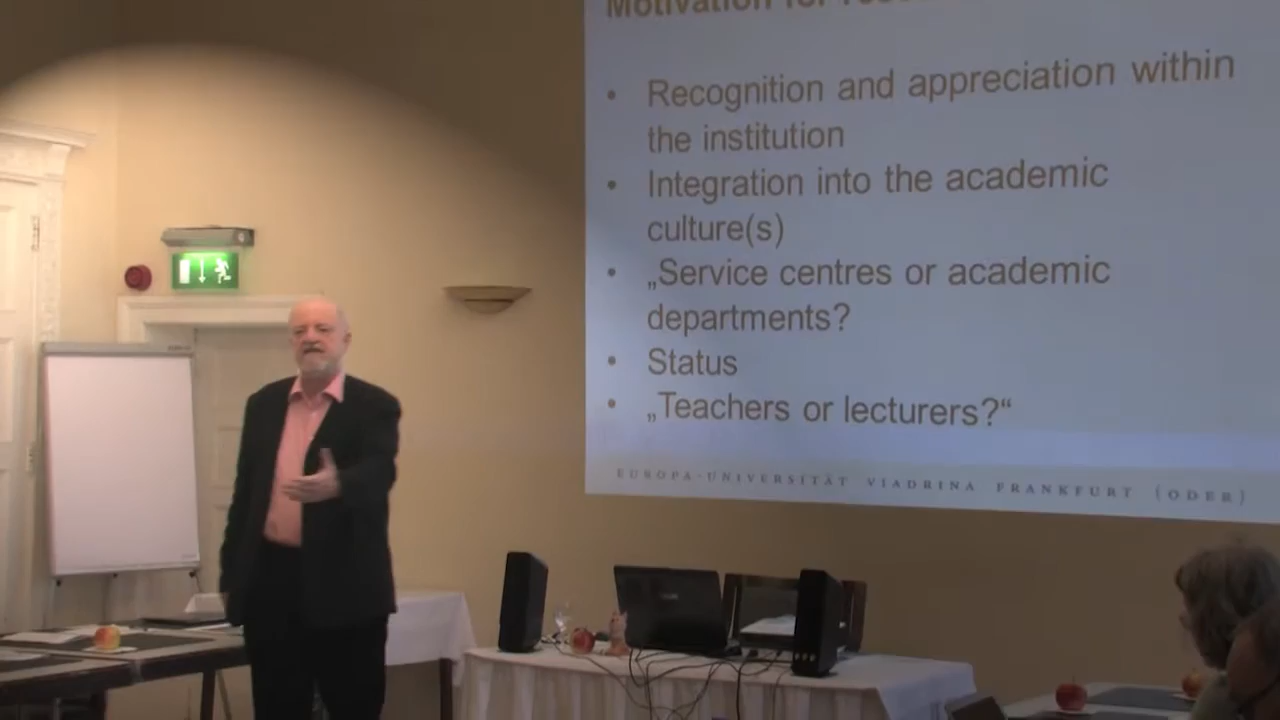 Motivation for
• Recognition and appreciation within
the institution
• Integration into the academic
culture(s)
• „Service centres or academic
departments?
• Status
• „Teachers or lecturers?“
EUROPA-UNIVERSITÄT VIADRINA FRANKFURT (ODER)